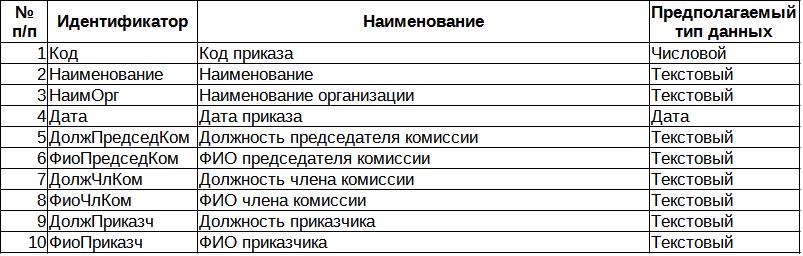 № п/п Идентификатор Наименование Предполагаемый тип данных
1 Код Код приказа Числовой
2 Наименование Наименование Текстовый
3 НаимОрг Наименование организации Текстовый
4 Дата Дата приказа Дата
5 ДолжПредседКом Должность председателя комиссии Текстовый
6 ФиоПредседКом ФИО председателя комиссии Текстовый
7 ДолжЧлКом Должность члена комиссии Текстовый
8 ФиоЧлКом ФИО члена комиссии Текстовый
9 ДолжПриказч Должность приказчика Текстовый
10 ФиоПриказч ФИО приказчика Текстовый